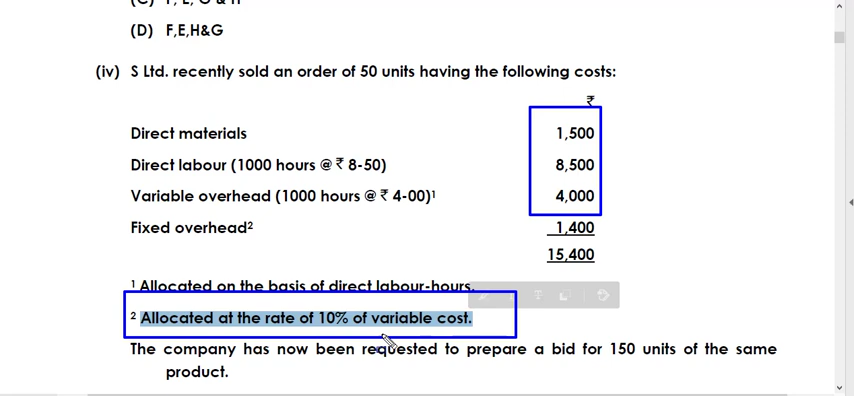 (C) F, E, G & H
(D) F,E,H&G
(iv) S Ltd. recently sold an order of 50 units having the following costs:
₹
Direct materials 1,500
Direct labour (1000 hours @ ₹ 8-50) 8,500
Variable overhead (1000 hours @ ₹ 4-00)¹ 4,000
Fixed overhead² 1,400
15,400
¹ Allocated on the basis of direct labour-hours.
² Allocated at the rate of 10% of variable cost.
The company has now been requested to prepare a bid for 150 units of the same
product.